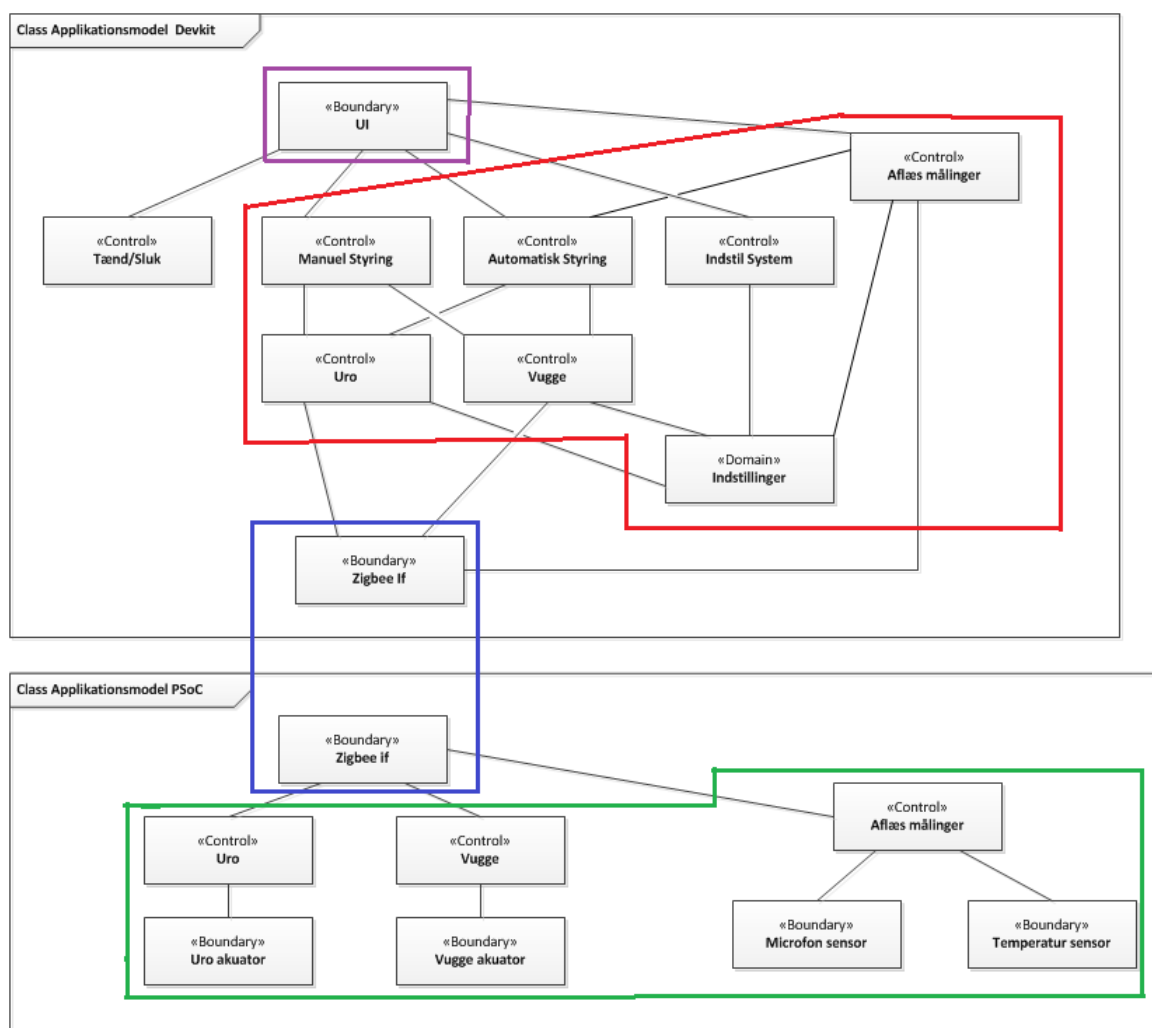 Class Applikationsmodel Devkit
«Boundary»
UI
«Control»
Aflæs målinger
«Control»
Tænd/Sluk
«Control»
Manuel Styring
«Control»
Automatisk Styring
«Control»
Indstil System
«Control»
Uro
«Control»
Vugge
«Domain»
Indstillinger
«Boundary»
Zigbee If
Class Applikationsmodel PSoC
«Boundary»
Zigbee if
«Control»
Aflæs målinger
«Control»
Uro
«Control»
Vugge
«Boundary»
Uro akuator
«Boundary»
Vugge akuator
«Boundary»
Microfon sensor
«Boundary»
Temperatur sensor